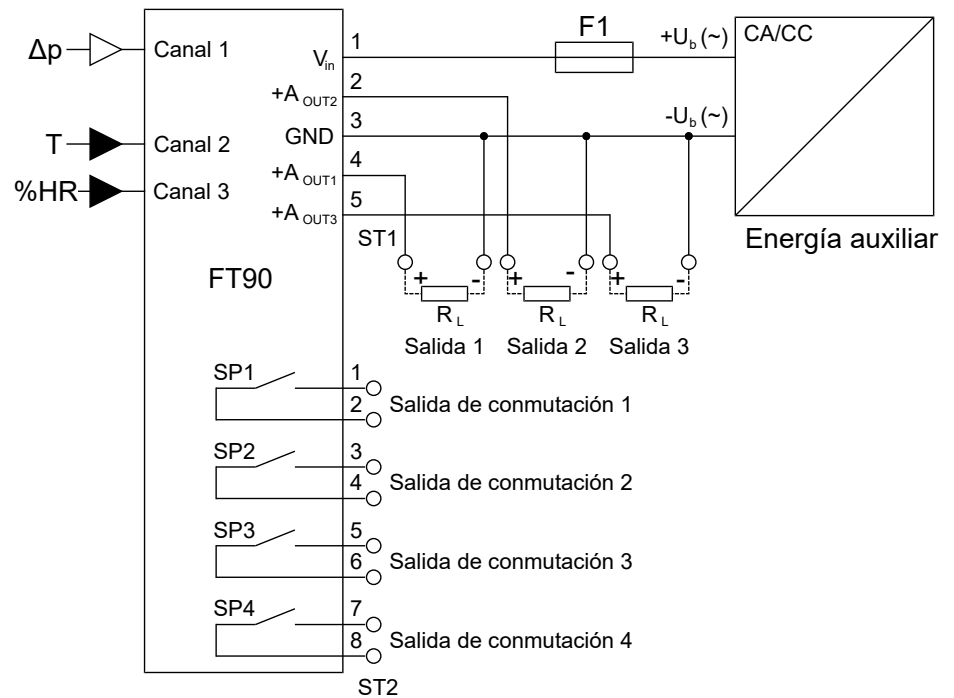 Δp
Canal 1
T
Canal 2
%HR
Canal 3
FT90
1
Vin
2
+A OUT2
3
GND
4
+A OUT1
5
+A OUT3
ST1
F1
+Ub (~)
-Ub (~)
CA/CC
Energía auxiliar
+ -
+ -
+ -
RL
RL
RL
Salida 1
Salida 2
Salida 3
SP1
1
2
Salida de conmutación 1
SP2
3
4
Salida de conmutación 2
SP3
5
6
Salida de conmutación 3
SP4
7
8
Salida de conmutación 4
ST2